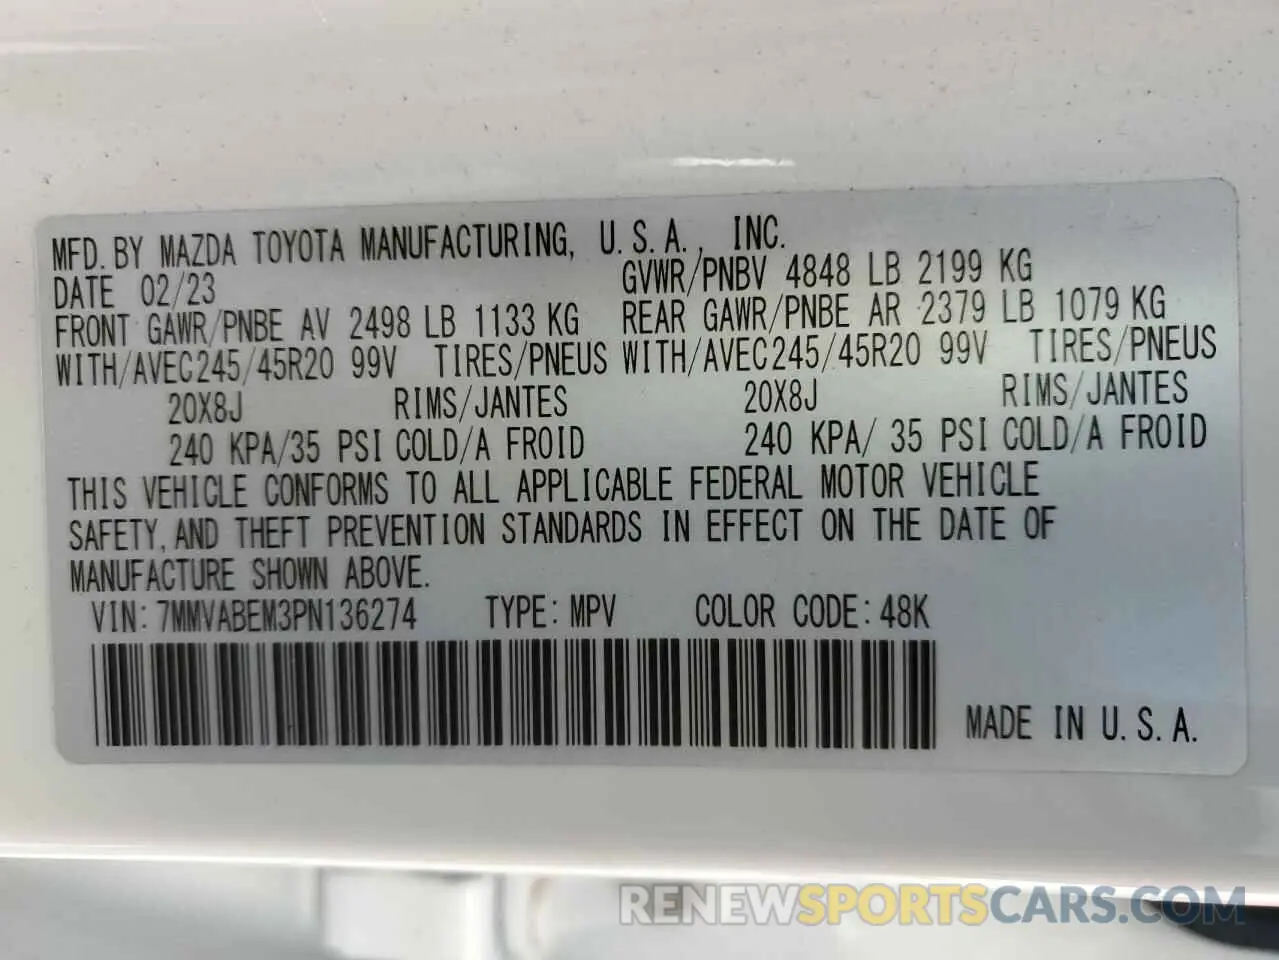 MFD. BY MAZDA TOYOTA MANUFACTURING, U.S.A., INC.
DATE 02/23 GVWR/PNBV 4848 LB 2199 KG
FRONT GAWR/PNBE AV 2498 LB 1133 KG REAR GAWR/PNBE AR 2379 LB 1079 KG
WITH/AVEC245/45R20 99V TIRES/PNEUS WITH/AVEC245/45R20 99V TIRES/PNEUS
20X8J RIMS/JANTES 20X8J RIMS/JANTES
240 KPA/35 PSI COLD/A FROID 240 KPA/ 35 PSI COLD/A FROID
THIS VEHICLE CONFORMS TO ALL APPLICABLE FEDERAL MOTOR VEHICLE
SAFETY, AND THEFT PREVENTION STANDARDS IN EFFECT ON THE DATE OF
MANUFACTURE SHOWN ABOVE.
VIN: 7MMVABEM3PN136274 TYPE: MPV COLOR CODE: 48K
MADE IN U.S.A.
RENEWSPORTSCARS.COM